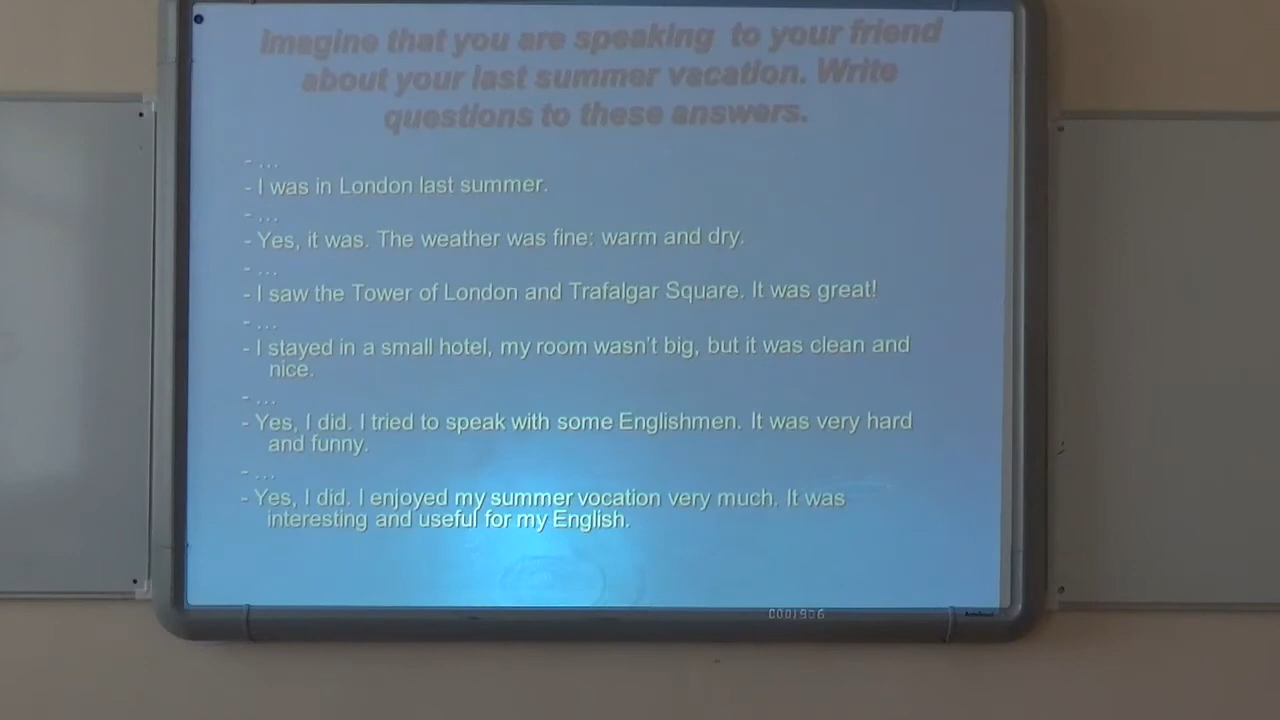 Imagine that you are speaking to your friend
about your last summer vacation. Write
questions to these answers.
- ...
- I was in London last summer.
- ...
- Yes, it was. The weather was fine: warm and dry.
- ...
- I saw the Tower of London and Trafalgar Square. It was great!
- ...
- I stayed in a small hotel, my room wasn't big, but it was clean and
nice.
- ...
- Yes, I did. I tried to speak with some Englishmen. It was very hard
and funny.
- ...
- Yes, I did. I enjoyed my summer vocation very much. It was
interesting and useful for my English.
0001906